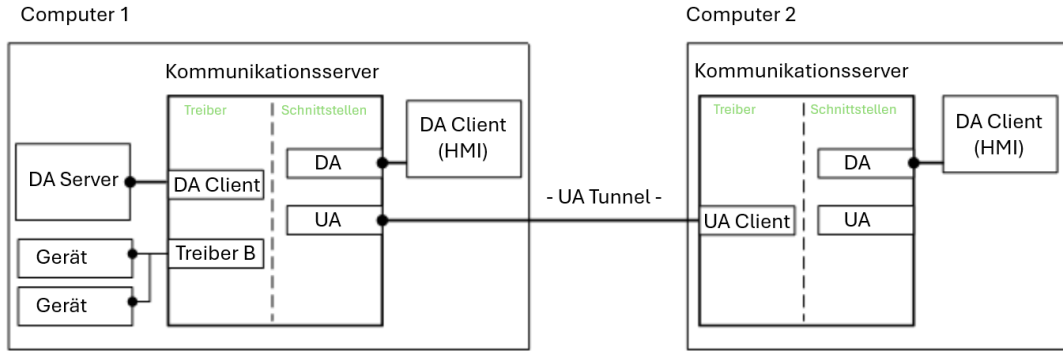 Computer 1
Computer 2
Kommunikationsserver
Kommunikationsserver
Treiber
Schnittstellen
Treiber
Schnittstellen
DA Client
(HMI)
DA Client
(HMI)
DA Server
DA Client
DA
DA
- UA Tunnel -
UA
UA Client
UA
Gerät
Treiber B
Gerät